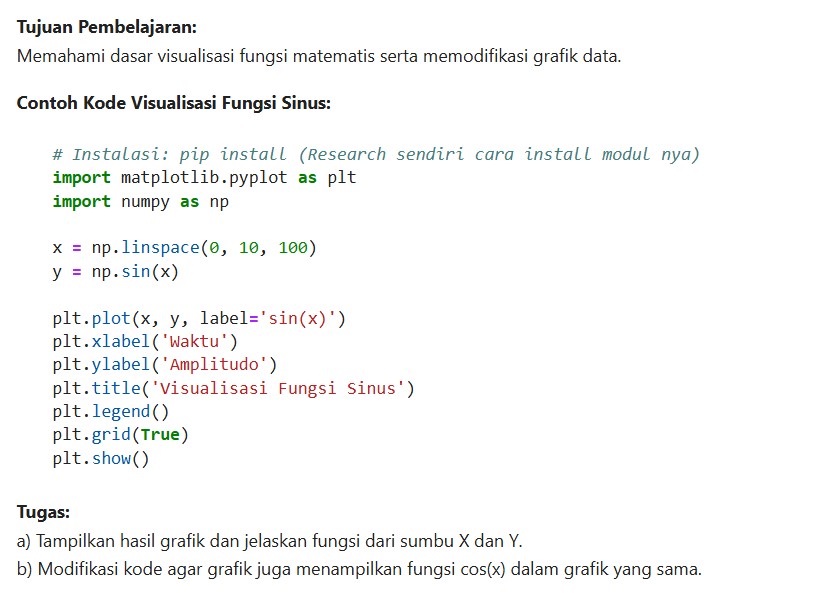 Tujuan Pembelajaran:
Memahami dasar visualisasi fungsi matematis serta memodifikasi grafik data.
Contoh Kode Visualisasi Fungsi Sinus:
# Instalasi: pip install (Research sendiri cara install modul nya)
import matplotlib.pyplot as plt
import numpy as np
x = np.linspace(0, 10, 100)
y = np.sin(x)
plt.plot(x, y, label='sin(x)')
plt.xlabel('Waktu')
plt.ylabel('Amplitudo')
plt.title('Visualisasi Fungsi Sinus')
plt.legend()
plt.grid(True)
plt.show()
Tugas:
a) Tampilkan hasil grafik dan jelaskan fungsi dari sumbu X dan Y.
b) Modifikasi kode agar grafik juga menampilkan fungsi cos(x) dalam grafik yang sama.